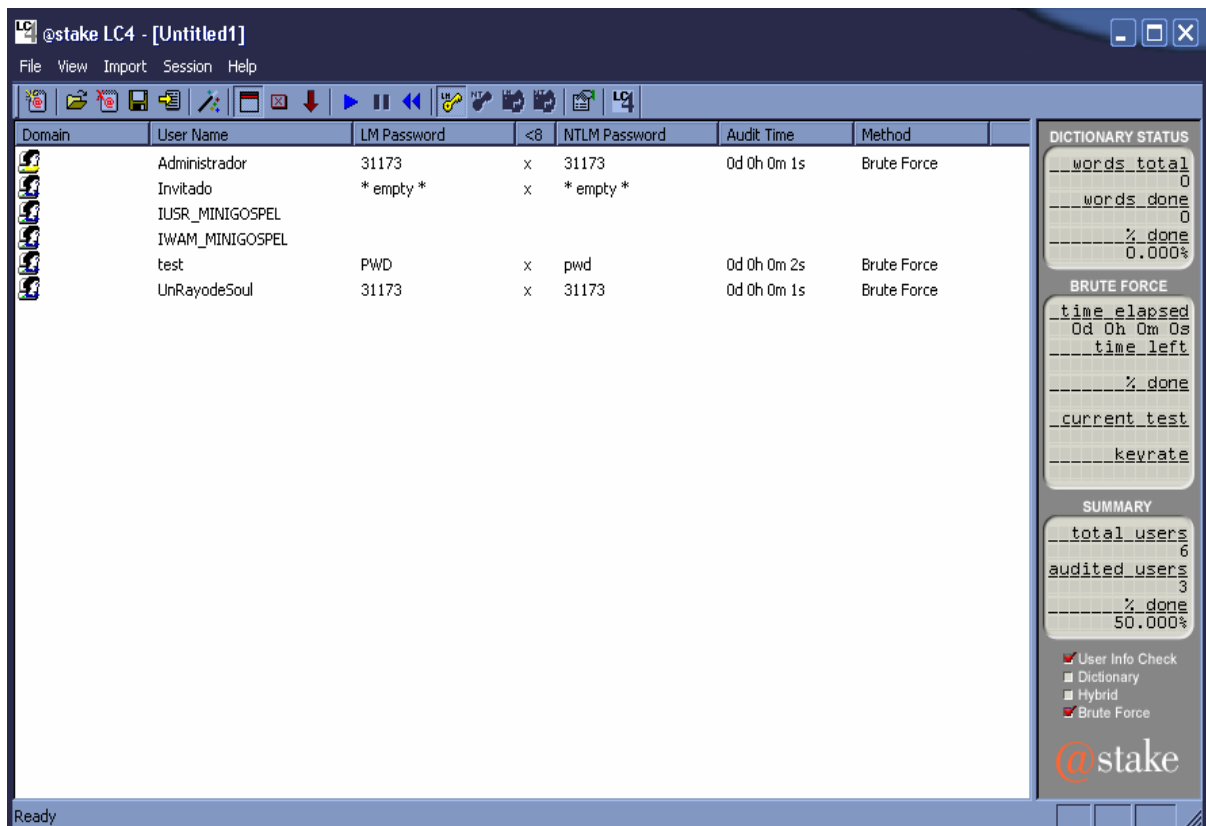 @stake LC4 - [Untitled1]
File View Import Session Help
Domain User Name LM Password <8 NTLM Password Audit Time Method
Administrador 31173 x 31173 0d 0h 0m 1s Brute Force
Invitado * empty * x * empty *
IUSR_MINIGOSPEL
IWAM_MINIGOSPEL
test PWD x pwd 0d 0h 0m 2s Brute Force
UnRayodeSoul 31173 x 31173 0d 0h 0m 1s Brute Force
DICTIONARY STATUS
words_total
0
words_done
0
%_done
0.000%
BRUTE FORCE
time_elapsed
0d 0h 0m 0s
time_left
%_done
current_test
keyrate
SUMMARY
total_users
6
audited_users
3
%_done
50.000%
User Info Check
Dictionary
Hybrid
Brute Force
@stake
Ready